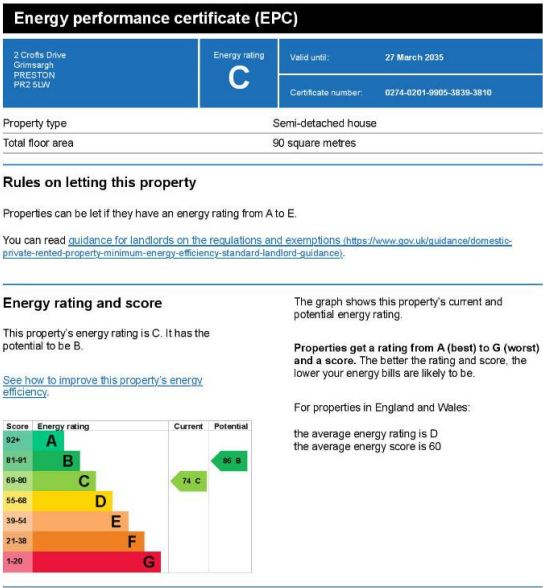 Energy performance certificate (EPC)
2 Crofts Drive
Grimsargh
PRESTON
PR2 5LW
Energy rating
C
Valid until:
27 March 2035
Certificate number:
0274-0201-9905-3839-3810
Property type
Semi-detached house
Total floor area
90 square metres
Rules on letting this property
Properties can be let if they have an energy rating from A to E.
You can read guidance for landlords on the regulations and exemptions (https://www.gov.uk/guidance/domestic-
private-rented-property-minimum-energy-efficiency-standard-landlord-guidance).
Energy rating and score
This property's energy rating is C. It has the
potential to be B.
See how to improve this property's energy
efficiency.
Score Energy rating Current Potential
92+ A
81-91 B 86 B
69-80 C 74 C
55-68 D
39-54 E
21-38 F
1-20 G
The graph shows this property's current and
potential energy rating.
Properties get a rating from A (best) to G (worst)
and a score. The better the rating and score, the
lower your energy bills are likely to be.
For properties in England and Wales:
the average energy rating is D
the average energy score is 60